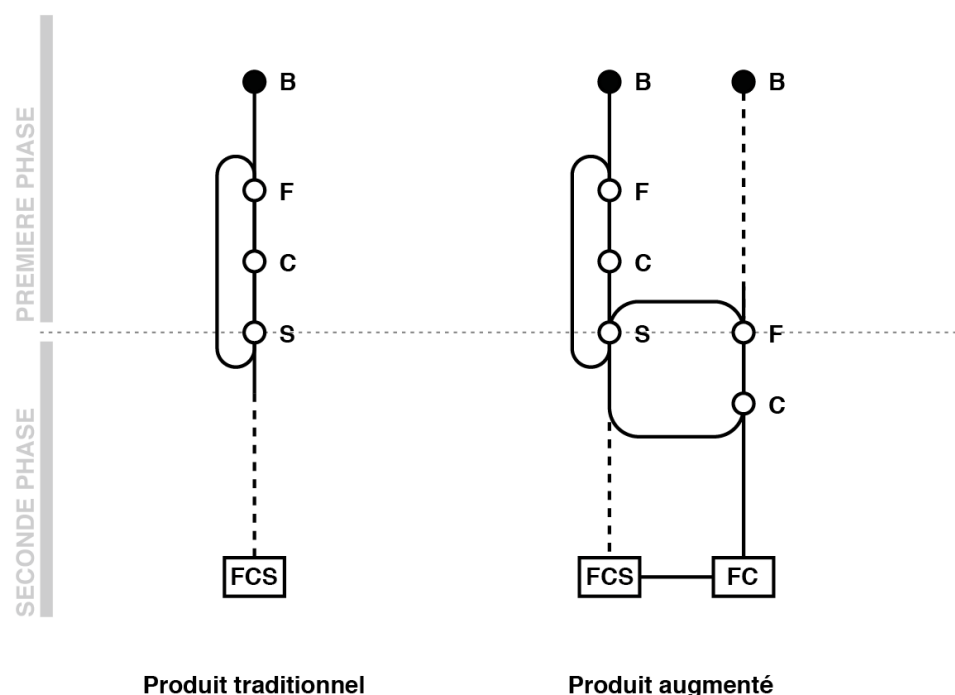 PREMIERE PHASE
SECONDE PHASE
B
F
C
S
FCS
Produit traditionnel
B
F
C
S
FCS
B
F
C
FC
Produit augmenté